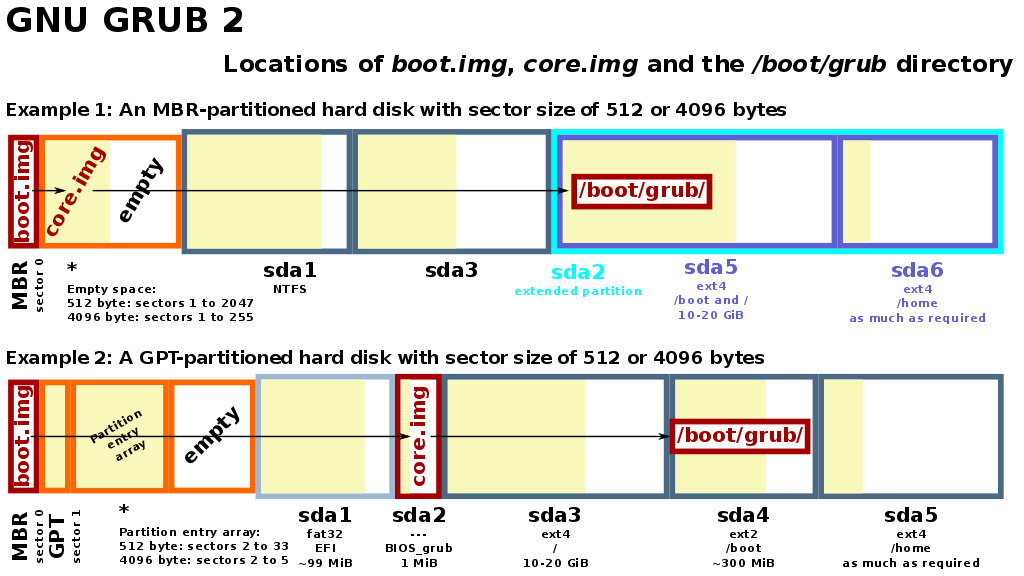 GNU GRUB 2
Locations of boot.img, core.img and the /boot/grub directory
Example 1: An MBR-partitioned hard disk with sector size of 512 or 4096 bytes
boot.img
core.img
empty
/boot/grub/
MBR
sector 0
*
Empty space:
512 byte: sectors 1 to 2047
4096 byte: sectors 1 to 255
sda1
NTFS
sda3
sda2
extended partition
sda5
ext4
/boot and /
10-20 GiB
sda6
ext4
/home
as much as required
Example 2: A GPT-partitioned hard disk with sector size of 512 or 4096 bytes
boot.img
Partition
entry
array
empty
core.img
/boot/grub/
MBR
sector 0
GPT
sector 1
*
Partition entry array:
512 byte: sectors 2 to 33
4096 byte: sectors 2 to 5
sda1
fat32
EFI
~99 MiB
sda2
---
BIOS_grub
1 MiB
sda3
ext4
/
10-20 GiB
sda4
ext2
/boot
~300 MiB
sda5
ext4
/home
as much as required